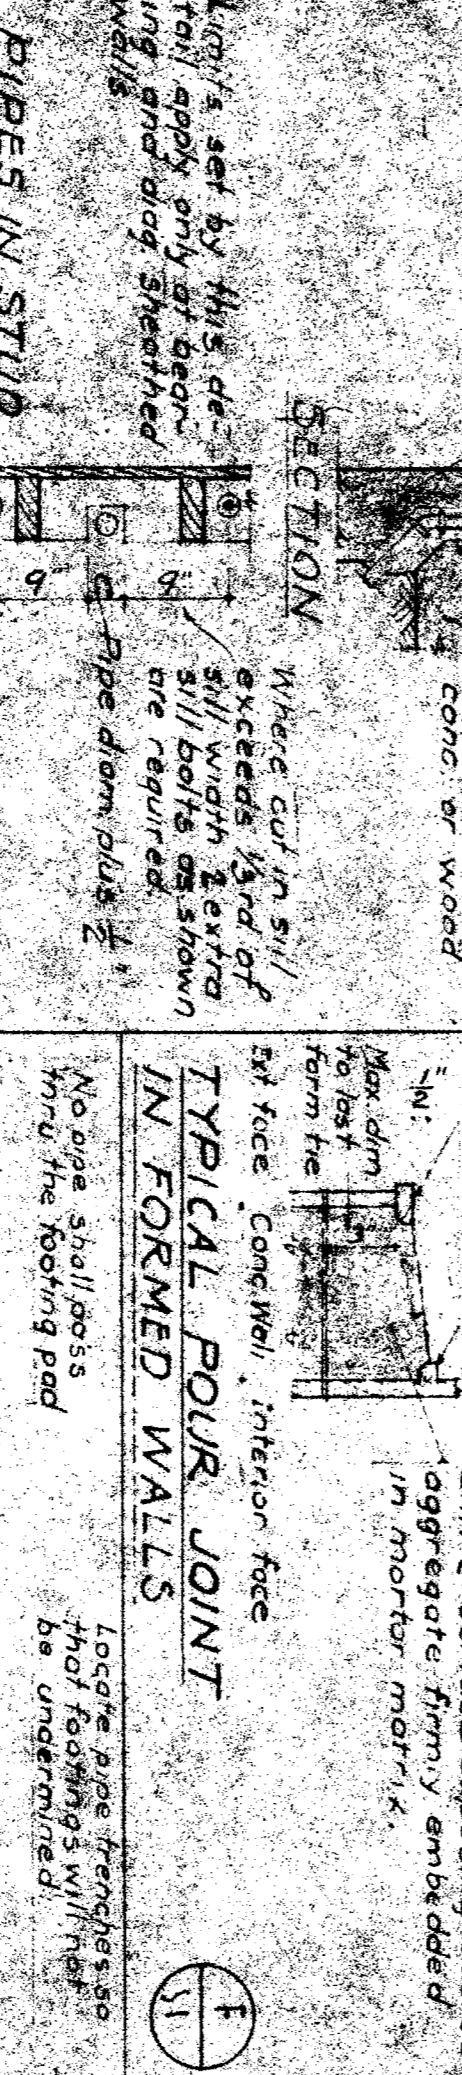 Limits set by this de-
tail apply only at bear-
ing and diag. sheathed
walls.
PIPES IN STUD
SECTION
conc. or wood
9"
9"
Where cut in sill
exceeds 1/3rd of
sill width 2 extra
sill bolts as shown
are required.
Pipe diam plus 1/2"
Max. dim
to last
form tie
aggregate firmly embedded
in mortar matrix.
Ext face Conc Wall interior face
TYPICAL POUR JOINT
IN FORMED WALLS
F
S1
No pipe shall pass
thru the footing pad
Locate pipe trenches so
that footings will not
be undermined.